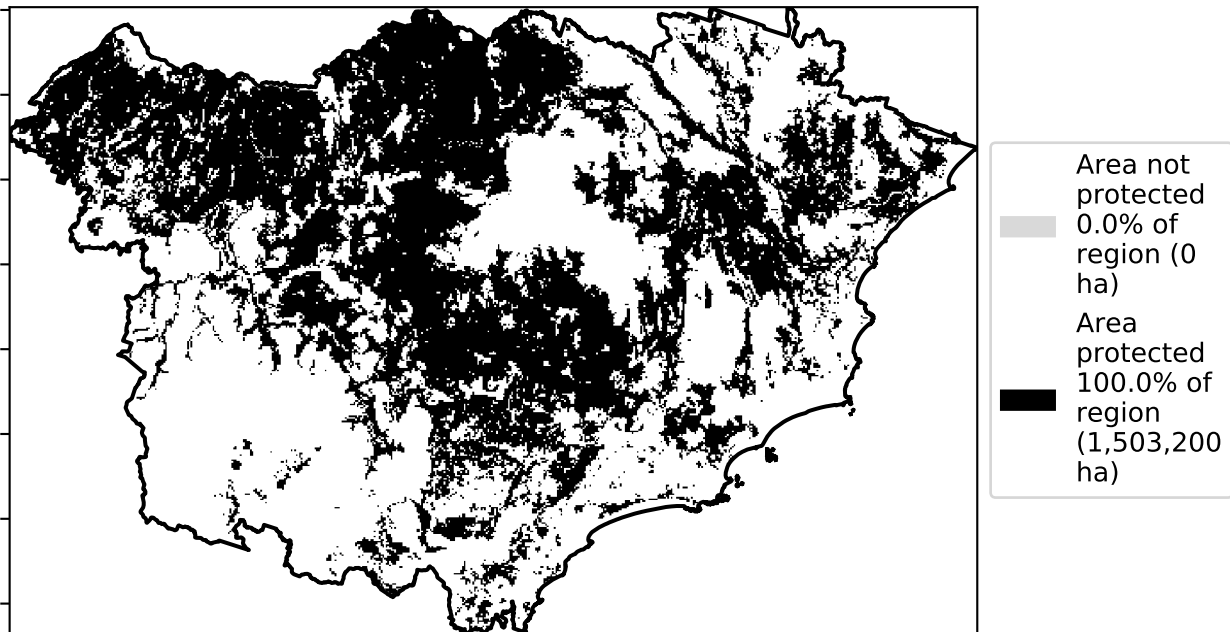 Area not
protected
0.0% of
region (0
ha)
Area
protected
100.0% of
region
(1,503,200
ha)